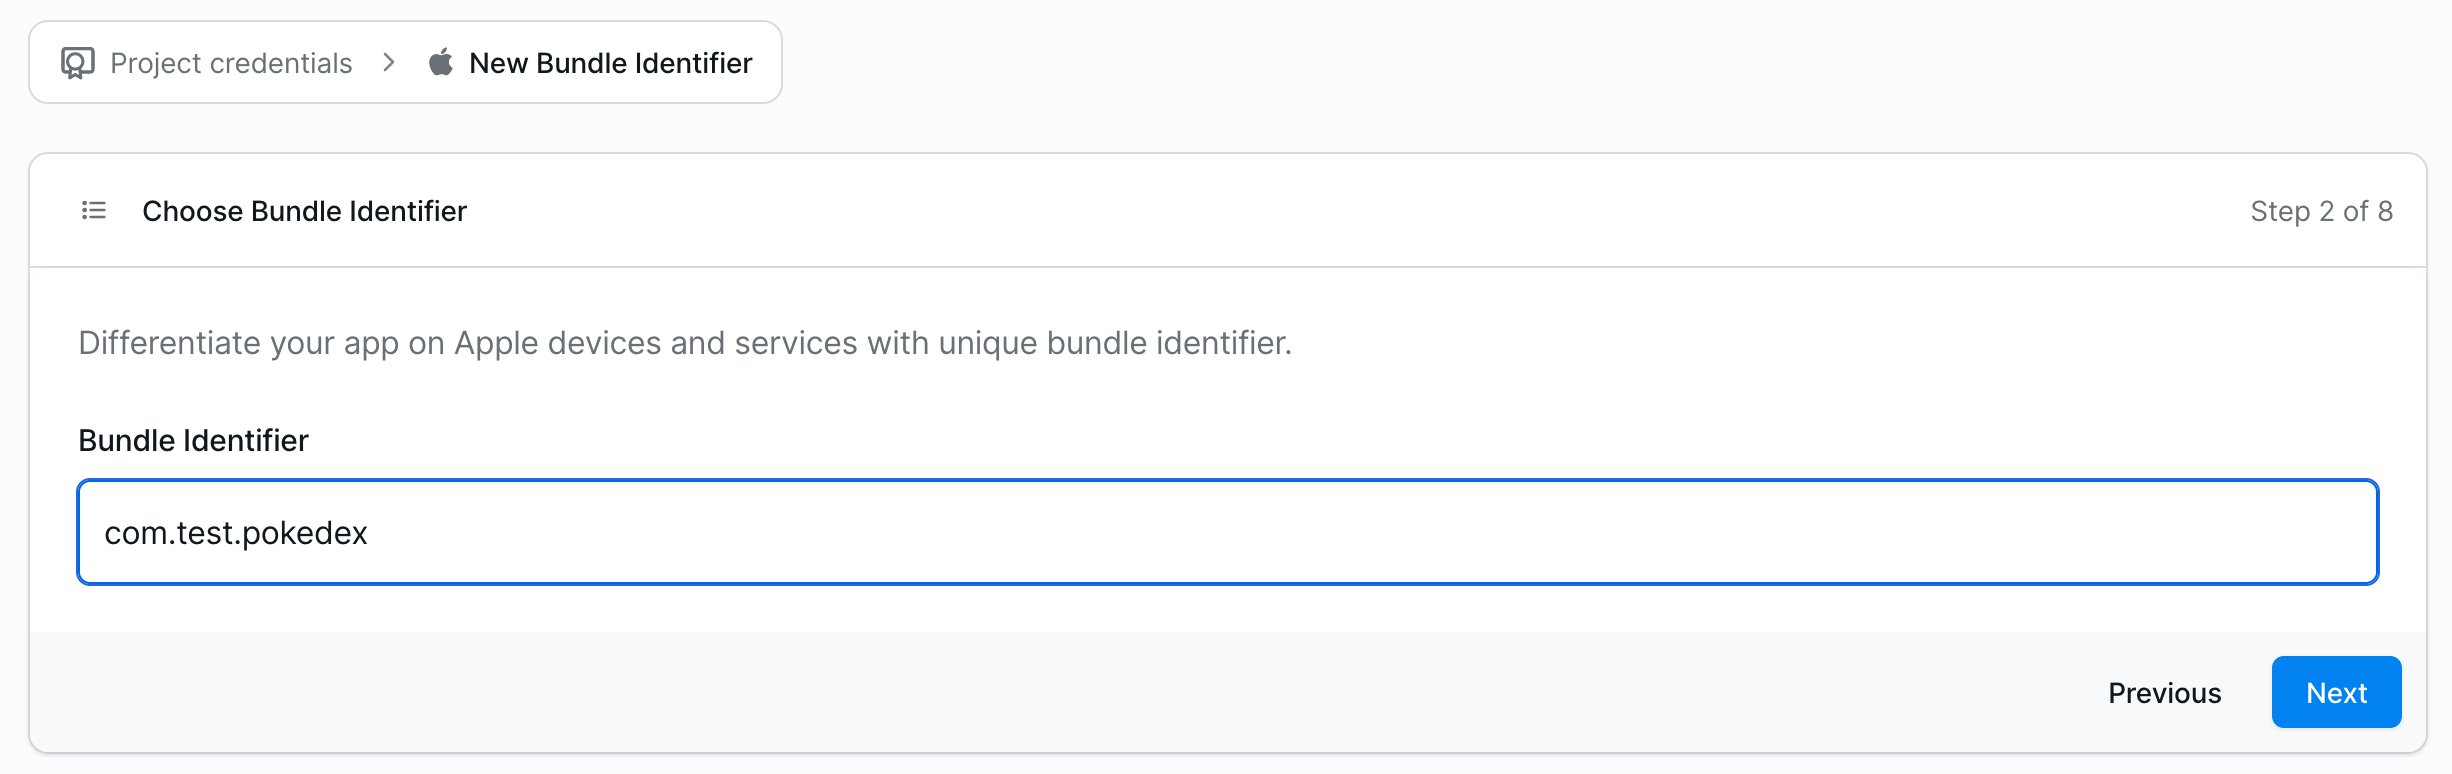 Project credentials > New Bundle Identifier
Choose Bundle Identifier
Step 2 of 8
Differentiate your app on Apple devices and services with unique bundle identifier.
Bundle Identifier
com.test.pokedex
Previous
Next